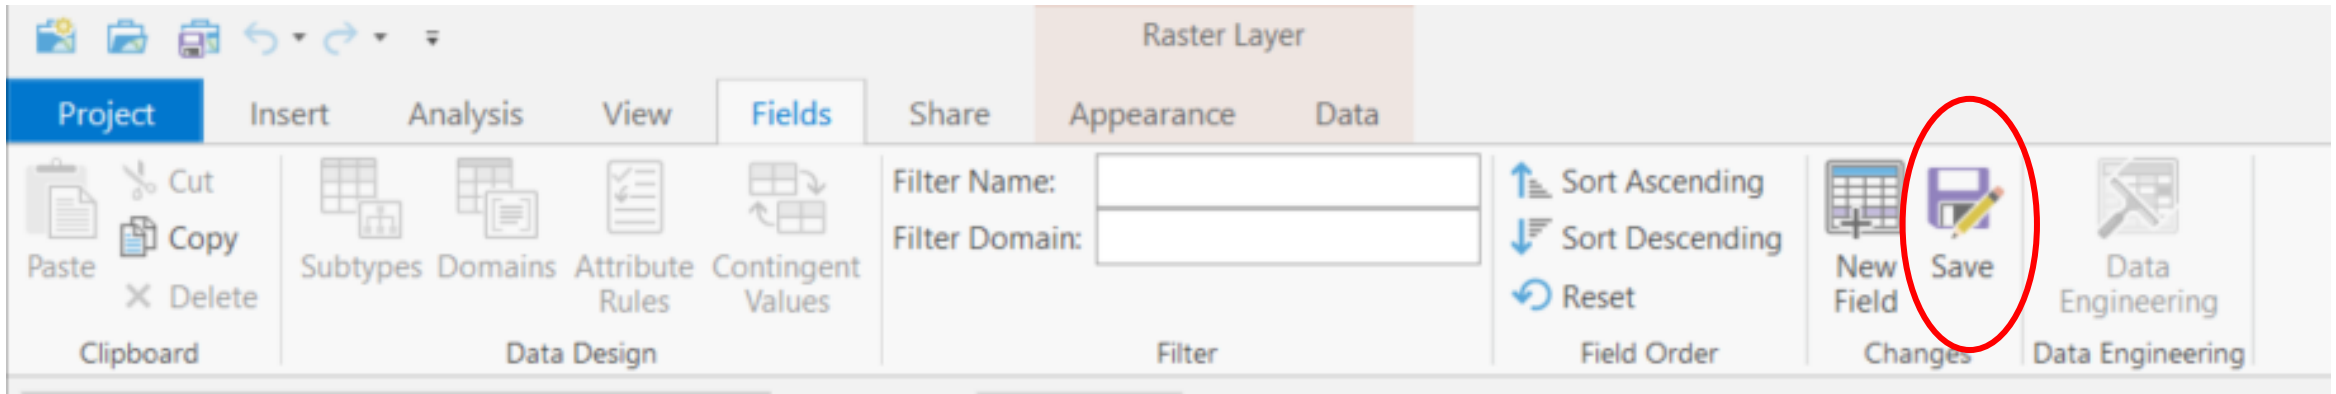 Raster Layer
Project Insert Analysis View Fields Share Appearance Data
Paste
Cut
Copy
Delete
Clipboard
Subtypes
Domains
Attribute
Rules
Contingent
Values
Data Design
Filter Name:
Filter Domain:
Filter
Sort Ascending
Sort Descending
Reset
Field Order
New
Field
Save
Changes
Data
Engineering
Data Engineering